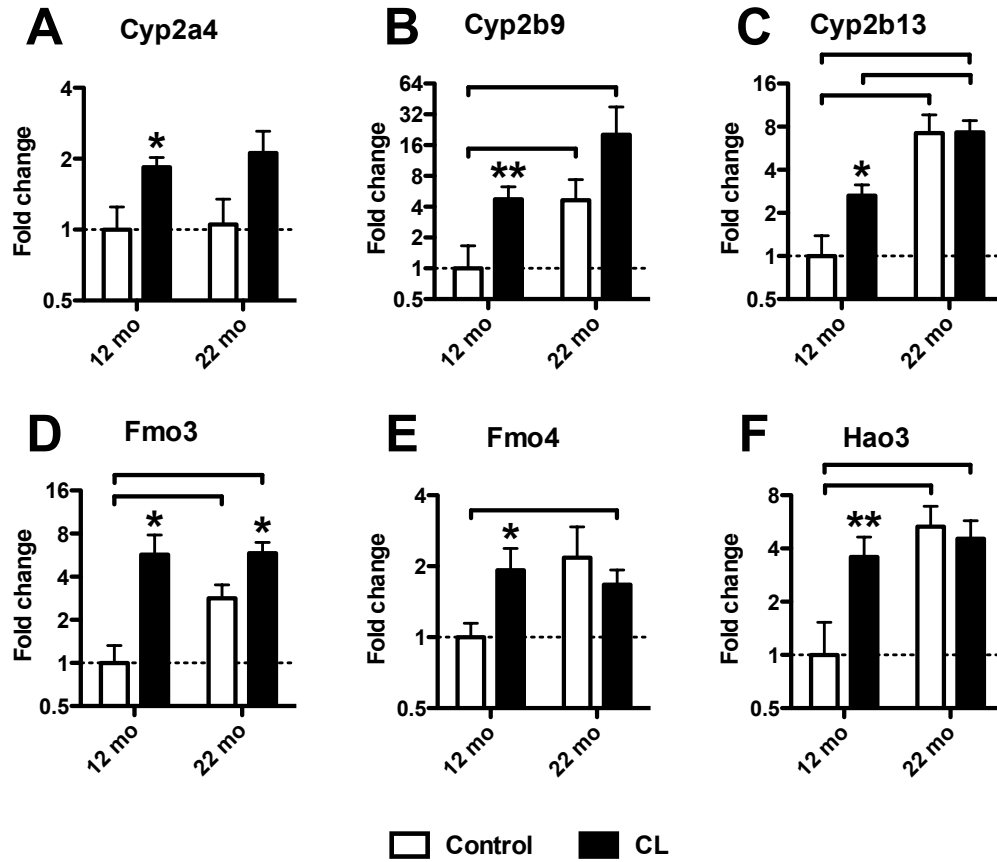 A Cyp2a4
Fold change
4
2
1
0.5
*
12 mo
22 mo
B Cyp2b9
Fold change
64
32
16
8
4
2
1
0.5
**
12 mo
22 mo
C Cyp2b13
Fold change
16
8
4
2
1
0.5
*
12 mo
22 mo
D Fmo3
Fold change
16
8
4
2
1
0.5
*
*
12 mo
22 mo
E Fmo4
Fold change
4
2
1
0.5
*
12 mo
22 mo
F Hao3
Fold change
8
4
2
1
0.5
**
12 mo
22 mo
Control CL